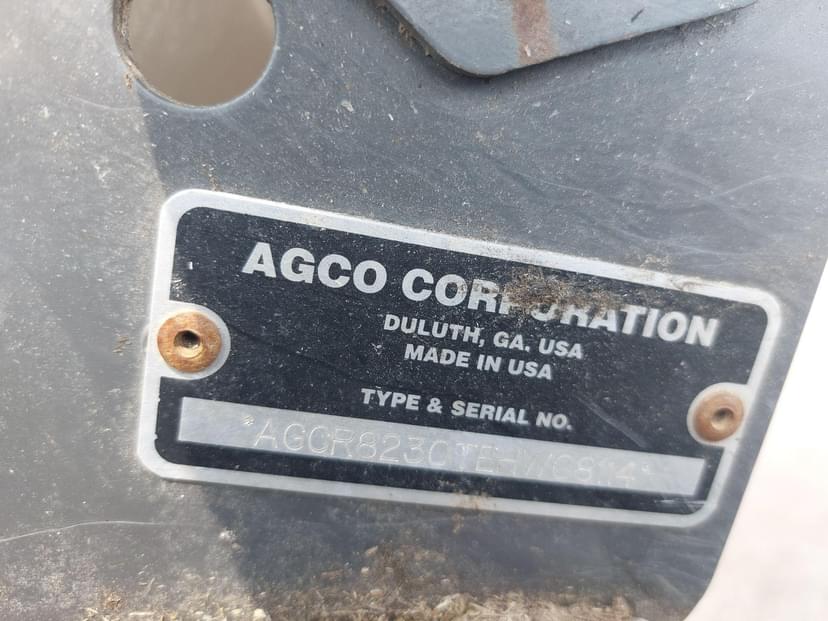 AGCO CORPORATION
DULUTH, GA. USA
MADE IN USA
TYPE & SERIAL NO.